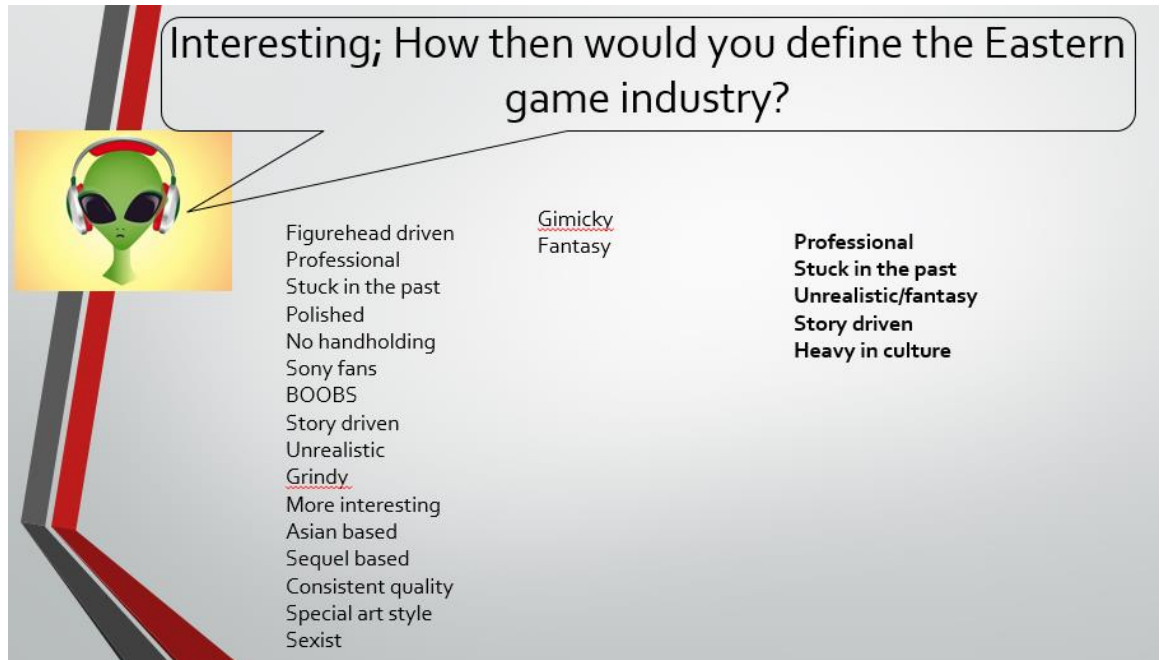 Interesting; How then would you define the Eastern
game industry?
Figurehead driven
Professional
Stuck in the past
Polished
No handholding
Sony fans
BOOBS
Story driven
Unrealistic
Grindy
More interesting
Asian based
Sequel based
Consistent quality
Special art style
Sexist
Gimicky
Fantasy
Professional
Stuck in the past
Unrealistic/fantasy
Story driven
Heavy in culture